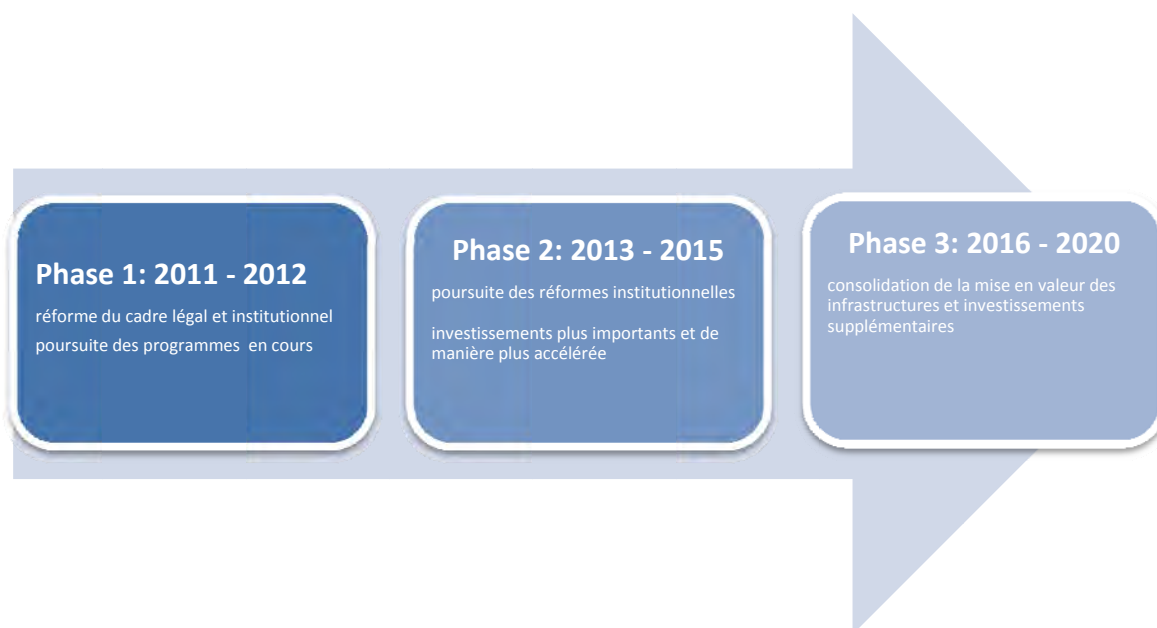 Phase 1: 2011 - 2012
réforme du cadre légal et institutionnel
poursuite des programmes en cours
Phase 2: 2013 - 2015
poursuite des réformes institutionnelles
investissements plus importants et de
manière plus accélérée
Phase 3: 2016 - 2020
consolidation de la mise en valeur des
infrastructures et investissements
supplémentaires